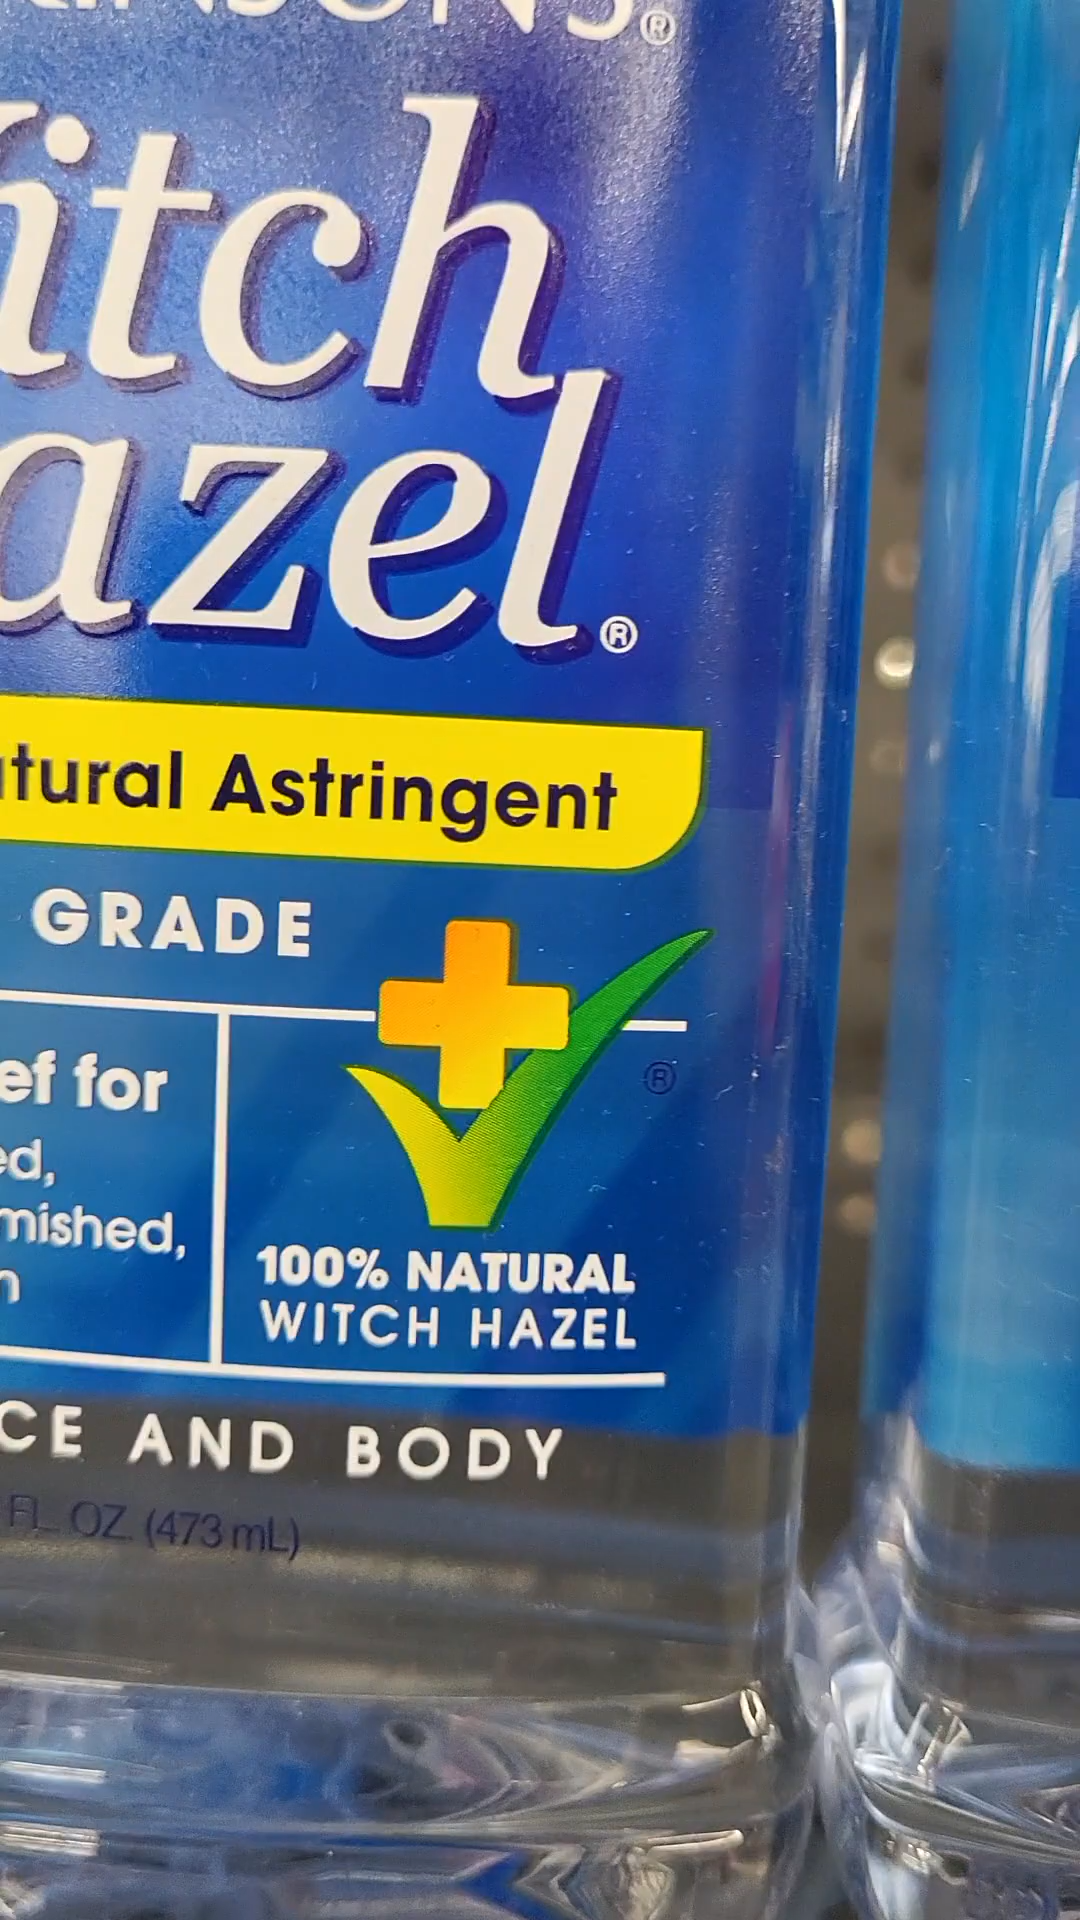 itch
azel®
tural Astringent
GRADE
ef for
ed,
mished,
n
®
100% NATURAL
WITCH HAZEL
CE AND BODY
FL OZ (473 mL)